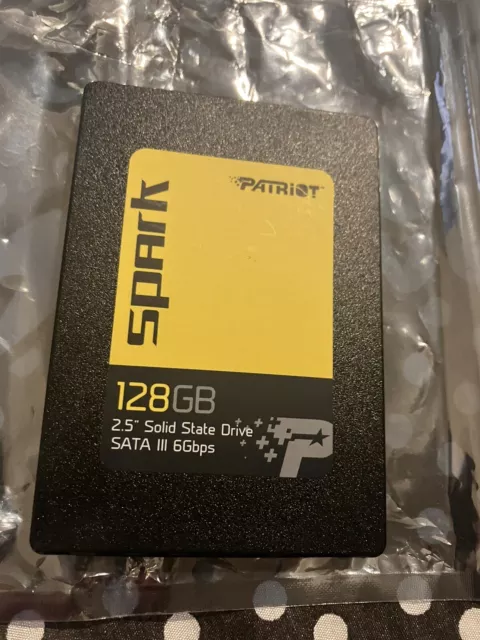 PATRIOT
spark
128GB
2.5" Solid State Drive
SATA III 6Gbps